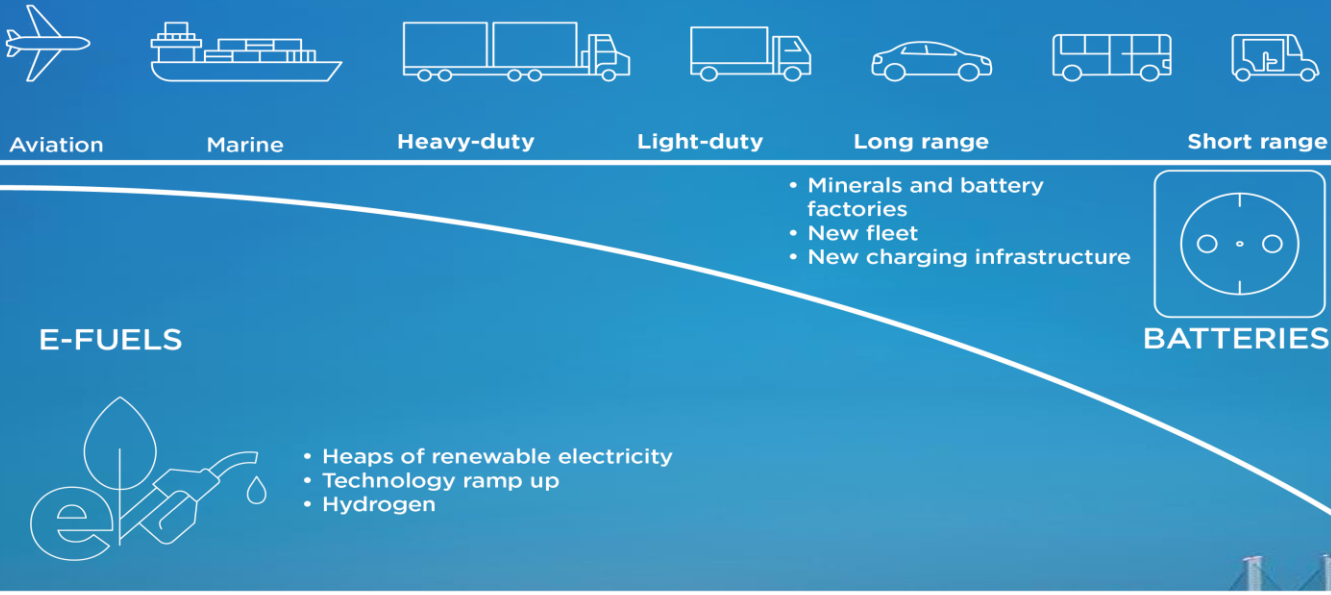 Aviation
Marine
Heavy-duty
Light-duty
Long range
Short range
• Minerals and battery
factories
• New fleet
• New charging infrastructure
E-FUELS
BATTERIES
e
• Heaps of renewable electricity
• Technology ramp up
• Hydrogen